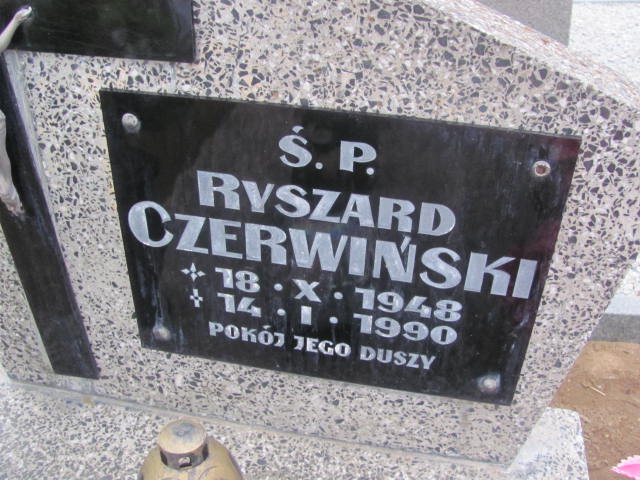 Ś. P.
RYSZARD
CZERWIŃSKI
18 · X · 1948
14 · I · 1990
POKÓJ JEGO DUSZY